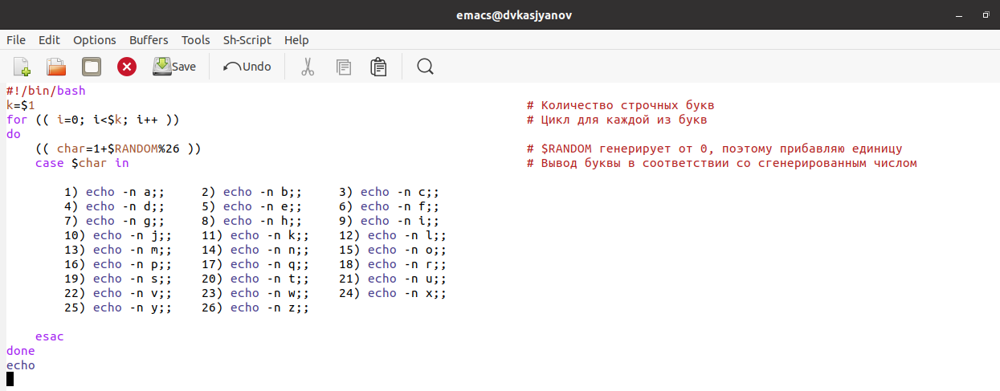 emacs@dvkasjyanov
File Edit Options Buffers Tools Sh-Script Help
Save Undo
#!/bin/bash
k=$1 # Количество строчных букв
for (( i=0; i<$k; i++ )) # Цикл для каждой из букв
do
(( char=1+$RANDOM%26 )) # $RANDOM генерирует от 0, поэтому прибавляю единицу
case $char in # Вывод буквы в соответствии со сгенерированным числом
1) echo -n a;; 2) echo -n b;; 3) echo -n c;;
4) echo -n d;; 5) echo -n e;; 6) echo -n f;;
7) echo -n g;; 8) echo -n h;; 9) echo -n i;;
10) echo -n j;; 11) echo -n k;; 12) echo -n l;;
13) echo -n m;; 14) echo -n n;; 15) echo -n o;;
16) echo -n p;; 17) echo -n q;; 18) echo -n r;;
19) echo -n s;; 20) echo -n t;; 21) echo -n u;;
22) echo -n v;; 23) echo -n w;; 24) echo -n x;;
25) echo -n y;; 26) echo -n z;;
esac
done
echo